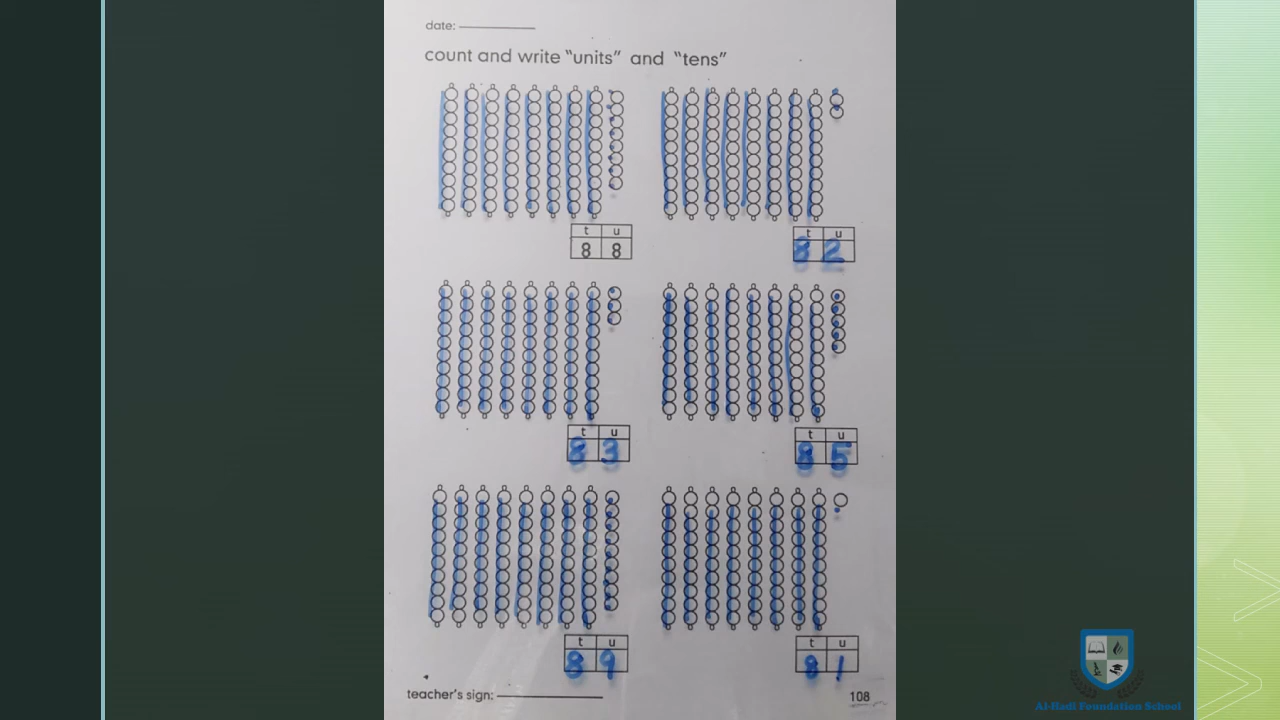 date:
count and write "units" and "tens"
t u
8 8
t u
8 2
t u
8 3
t u
8 5
t u
8 9
t u
8 1
teacher's sign:
108
Al-Hadi Foundation School